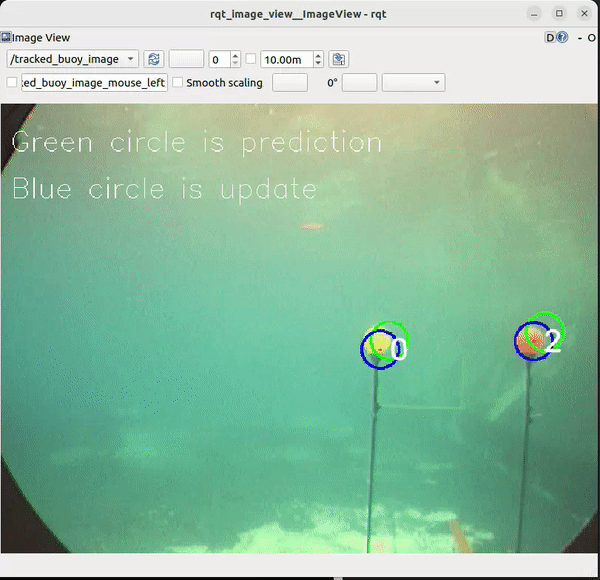 rqt_image_view__ImageView - rqt
Image View
D
- O
/tracked_buoy_image
0
10.00m
:ed_buoy_image_mouse_left
Smooth scaling
0°
Green circle is prediction
Blue circle is update
0
2